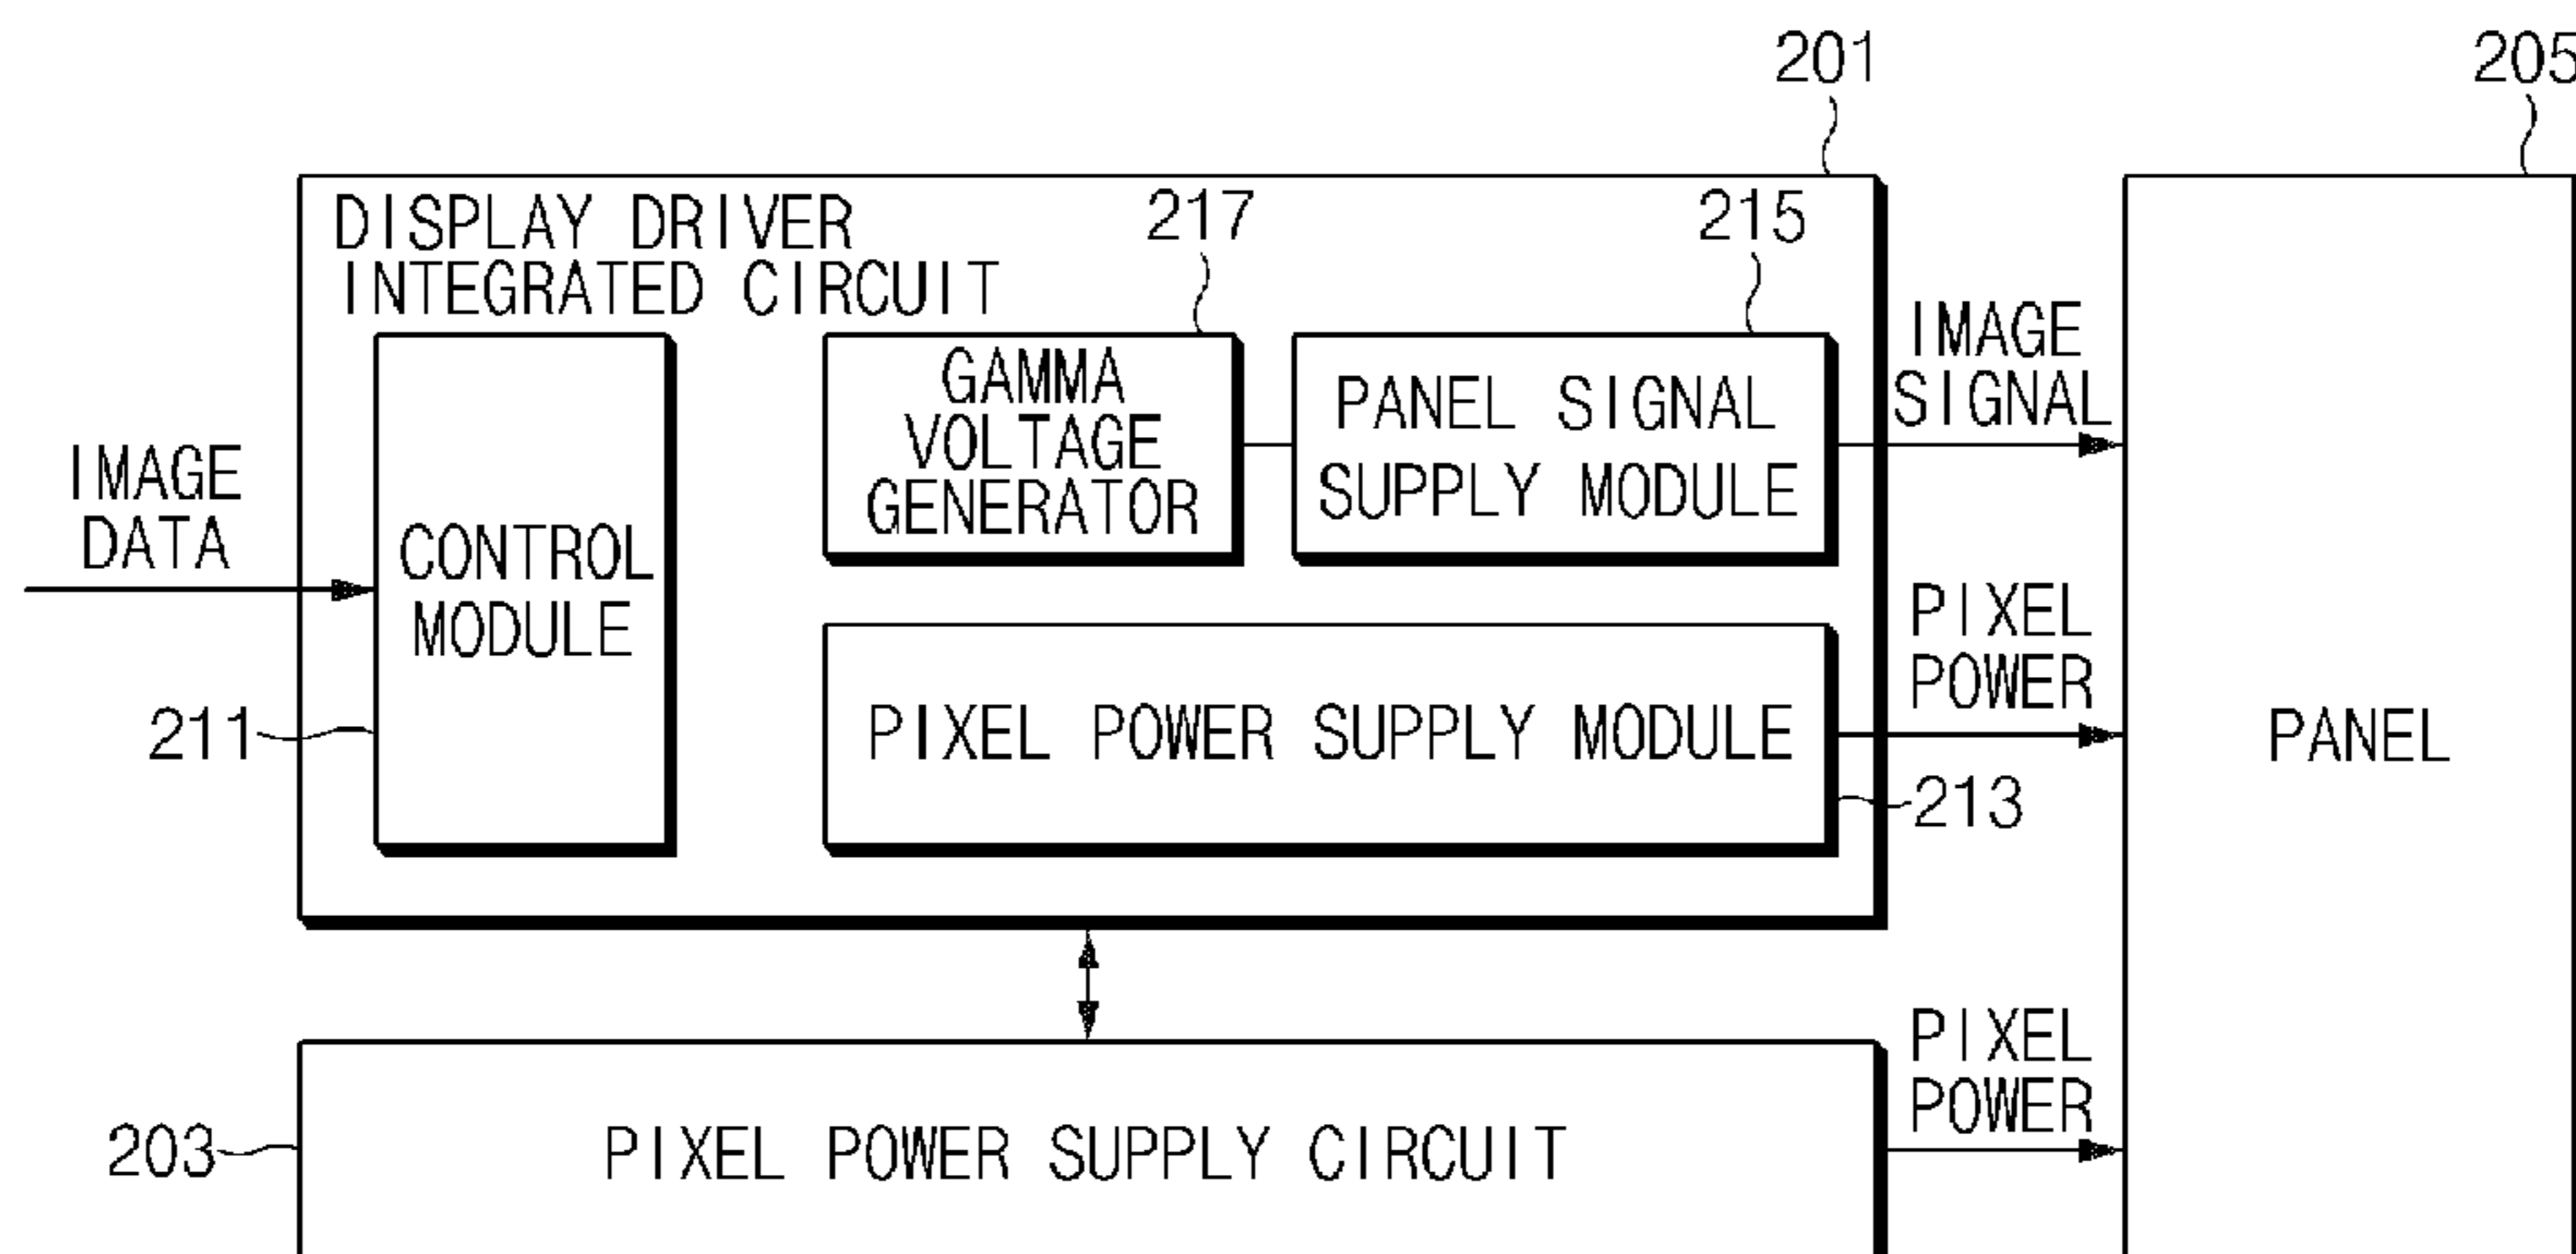 201
205
DISPLAY DRIVER
INTEGRATED CIRCUIT
217
215
IMAGE
DATA
CONTROL
MODULE
211
GAMMA
VOLTAGE
GENERATOR
PANEL SIGNAL
SUPPLY MODULE
IMAGE
SIGNAL
PIXEL POWER SUPPLY MODULE
PIXEL
POWER
213
PANEL
203
PIXEL POWER SUPPLY CIRCUIT
PIXEL
POWER